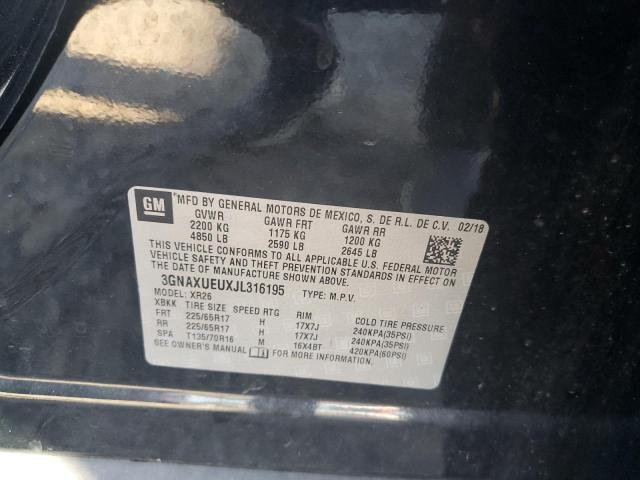 GM *MFD BY GENERAL MOTORS DE MEXICO, S. DE R.L. DE C.V. 02/18
GVWR GAWR FRT GAWR RR
2200 KG 1175 KG 1200 KG
4850 LB 2590 LB 2645 LB
THIS VEHICLE CONFORMS TO ALL APPLICABLE U.S. FEDERAL MOTOR
VEHICLE SAFETY AND THEFT PREVENTION STANDARDS IN EFFECT
ON THE DATE OF MANUFACTURE SHOWN ABOVE.
3GNAXUEUXJL316195 TYPE: M.P.V.
MODEL: XR26
XBKK TIRE SIZE SPEED RTG RIM COLD TIRE PRESSURE
FRT 225/65R17 H 17X7J 240KPA(35PSI)
RR 225/65R17 H 17X7J 240KPA(35PSI)
SPA T135/70R16 M 16X4BT 420KPA(60PSI)
SEE OWNER'S MANUAL FOR MORE INFORMATION.